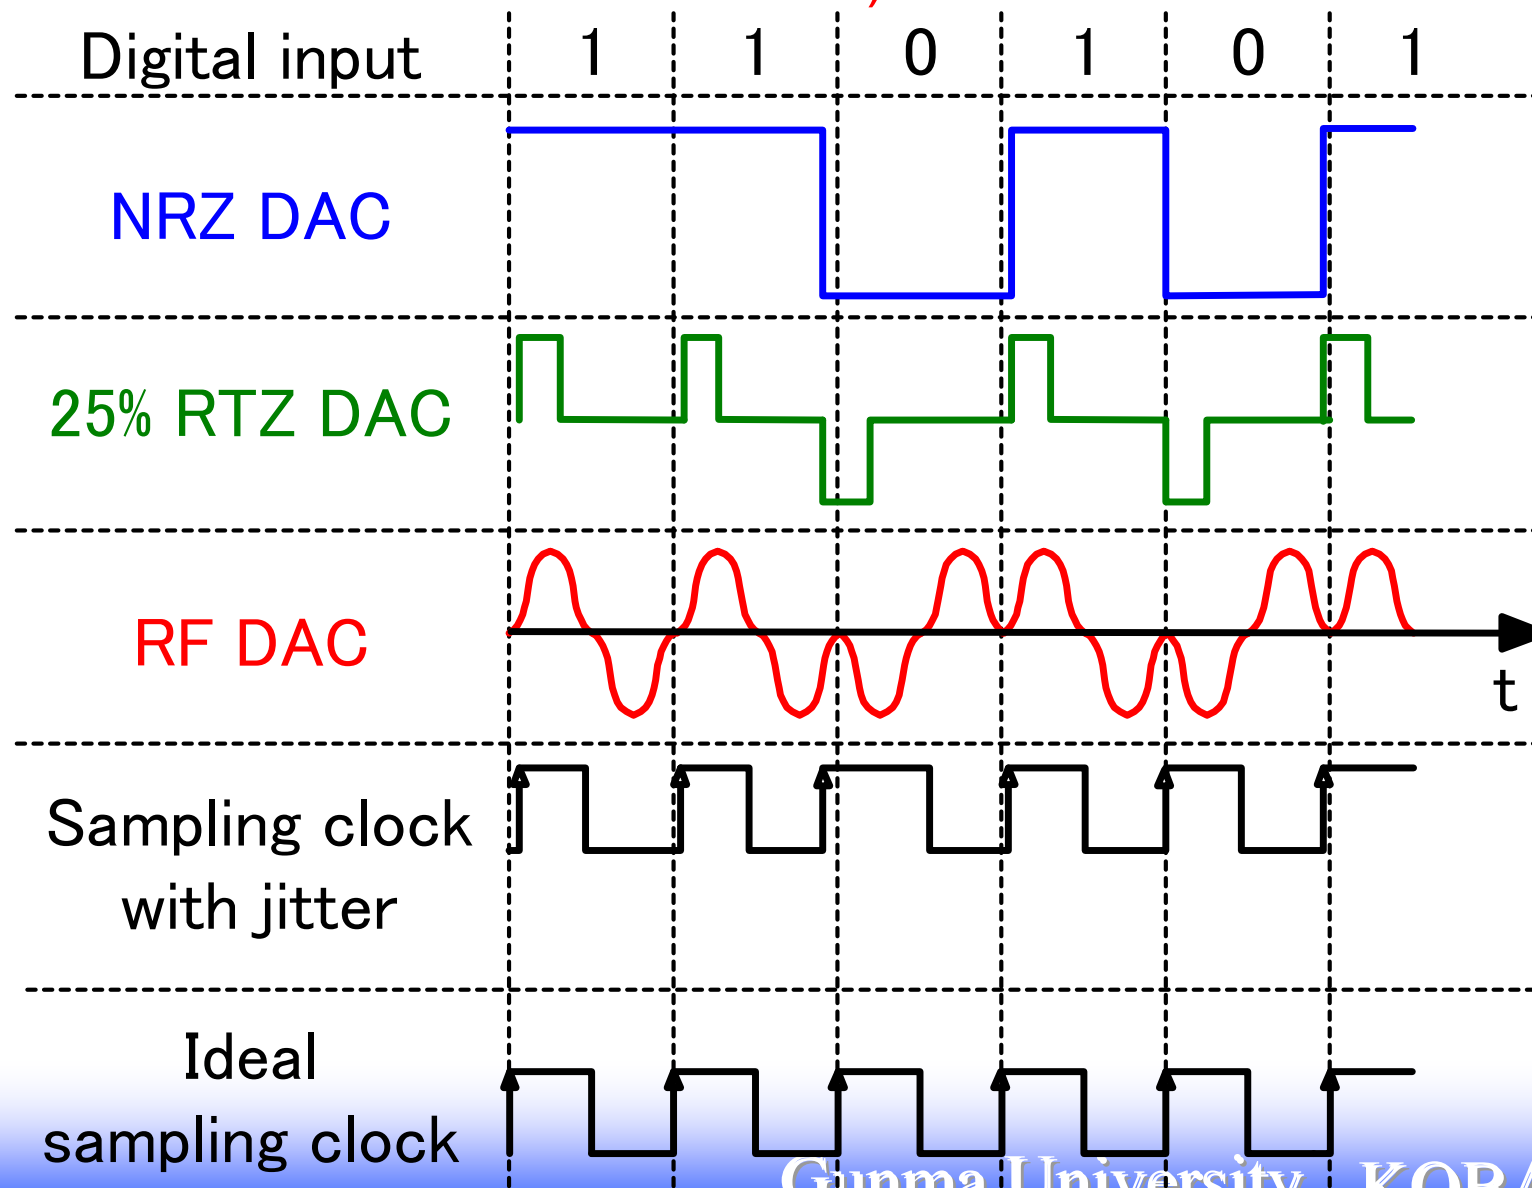 Digital input 1 1 0 1 0 1
NRZ DAC
25% RTZ DAC
RF DAC
t
Sampling clock
with jitter
Ideal
sampling clock
Gunma University